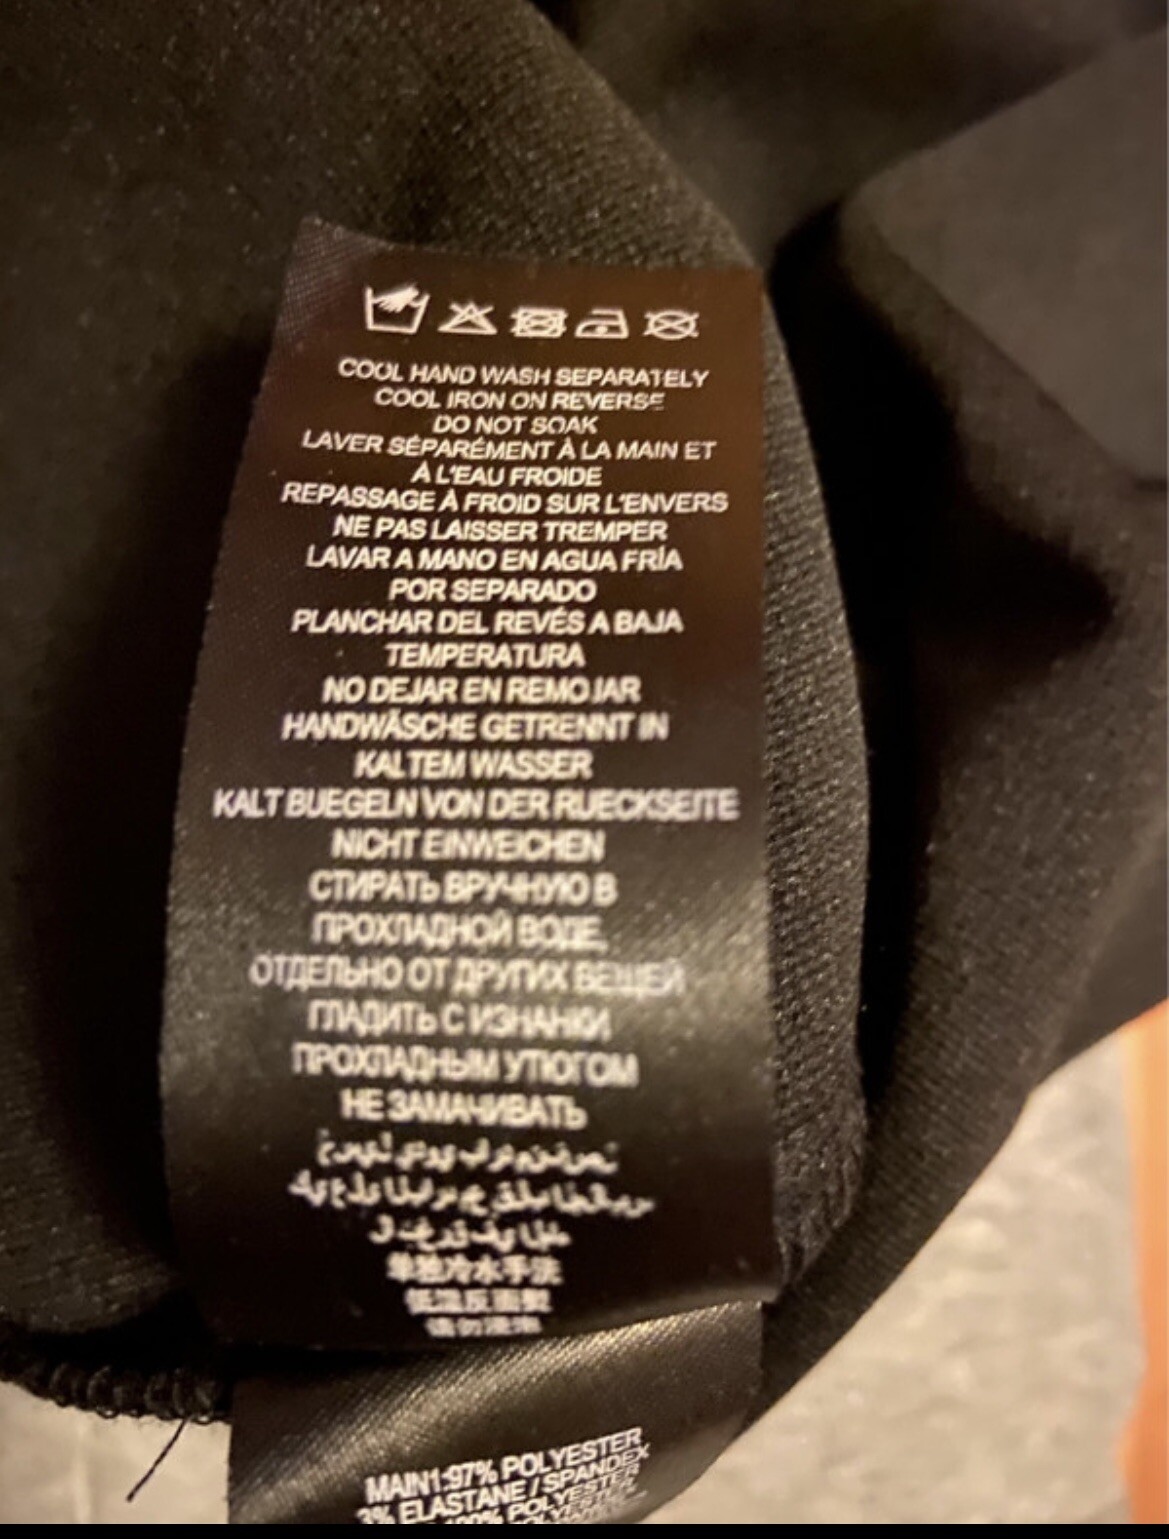 COOL HAND WASH SEPARATELY
COOL IRON ON REVERSE
DO NOT SOAK
LAVER SÉPARÉMENT À LA MAIN ET
À L'EAU FROIDE
REPASSAGE À FROID SUR L'ENVERS
NE PAS LAISSER TREMPER
LAVAR A MANO EN AGUA FRÍA
POR SEPARADO
PLANCHAR DEL REVÉS A BAJA
TEMPERATURA
NO DEJAR EN REMOJAR
HANDWÄSCHE GETRENNT IN
KALTEM WASSER
KALT BUEGELN VON DER RUECKSEITE
NICHT EINWEICHEN
СТИРАТЬ ВРУЧНУЮ В
ПРОХЛАДНОЙ ВОДЕ,
ОТДЕЛЬНО ОТ ДРУГИХ ВЕЩЕЙ
ГЛАДИТЬ С ИЗНАНКИ
ПРОХЛАДНЫМ УТЮГОМ
НЕ ЗАМАЧИВАТЬ
单独冷水手洗
低温反面熨
MAIN1:97% POLYESTER
3% ELASTANE / SPANDEX
100% POLYESTER